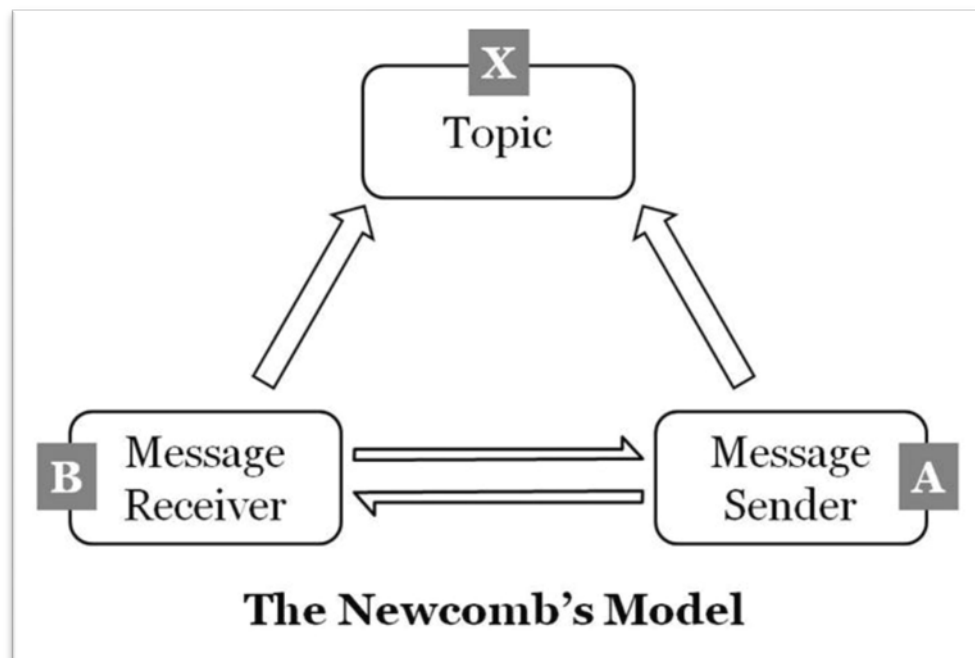 X
Topic
B
Message
Receiver
Message
Sender
A
The Newcomb's Model